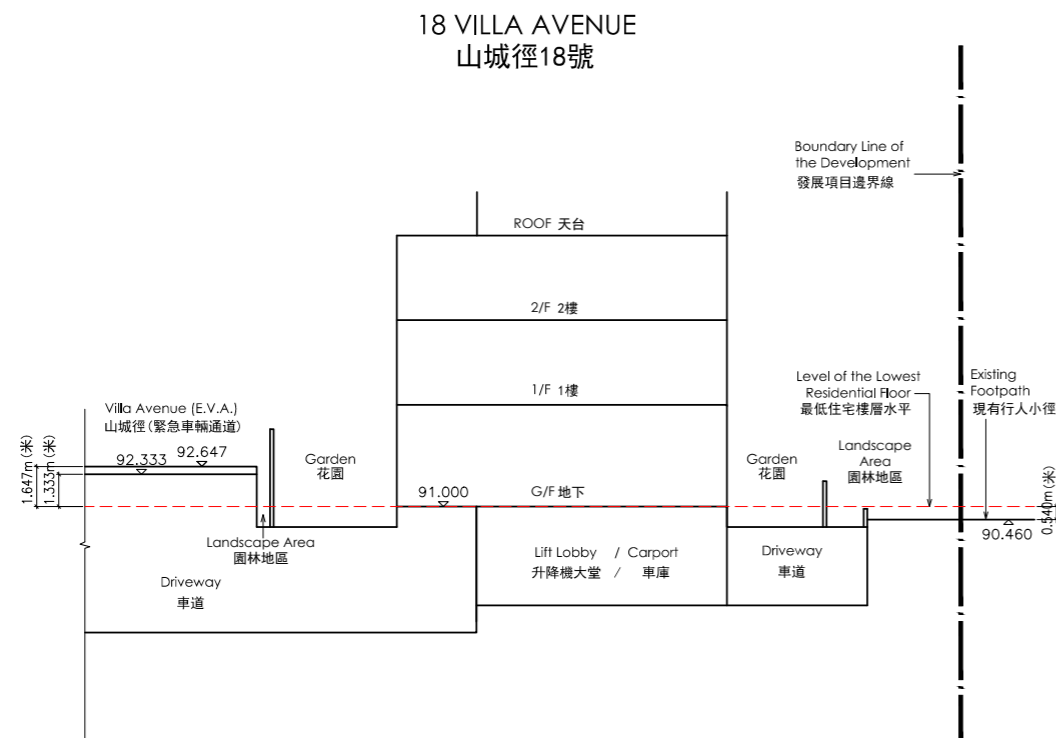 18 VILLA AVENUE
山城徑18號
Boundary Line of
the Development
發展項目邊界線
ROOF 天台
2/F 2樓
1/F 1樓
Level of the Lowest
Residential Floor
最低住宅樓層水平
Existing
Footpath
現有行人小徑
Villa Avenue (E.V.A.)
山城徑(緊急車輛通道)
92.333
92.647
1.647m(米)
1.333m(米)
Garden
花園
91.000
G/F 地下
Garden
花園
Landscape
Area
園林地區
0.540m(米)
90.460
Landscape Area
園林地區
Driveway
車道
Lift Lobby / Carport
升降機大堂 / 車庫
Driveway
車道